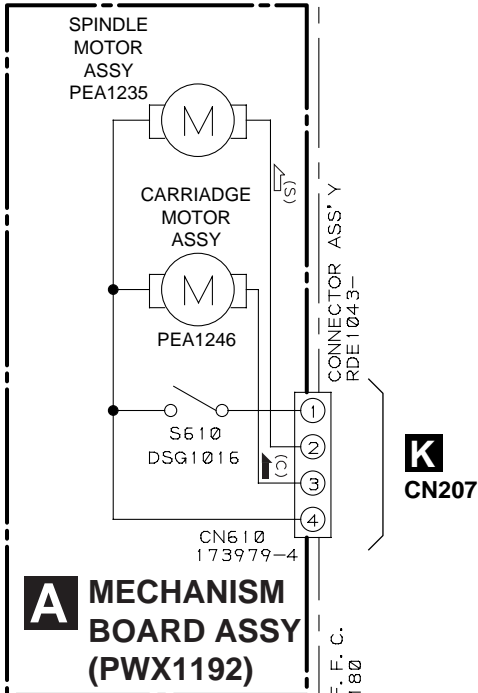 SPINDLE
MOTOR
ASSY
PEA1235
M
(S)
CARRIADGE
MOTOR
ASSY
M
PEA1246
CONNECTOR ASS'Y
RDE1043-
S610
DSG1016
(C)
1
2
3
4
K
CN207
CN610
173979-4
A MECHANISM
BOARD ASSY
(PWX1192)
F. F. C.
180